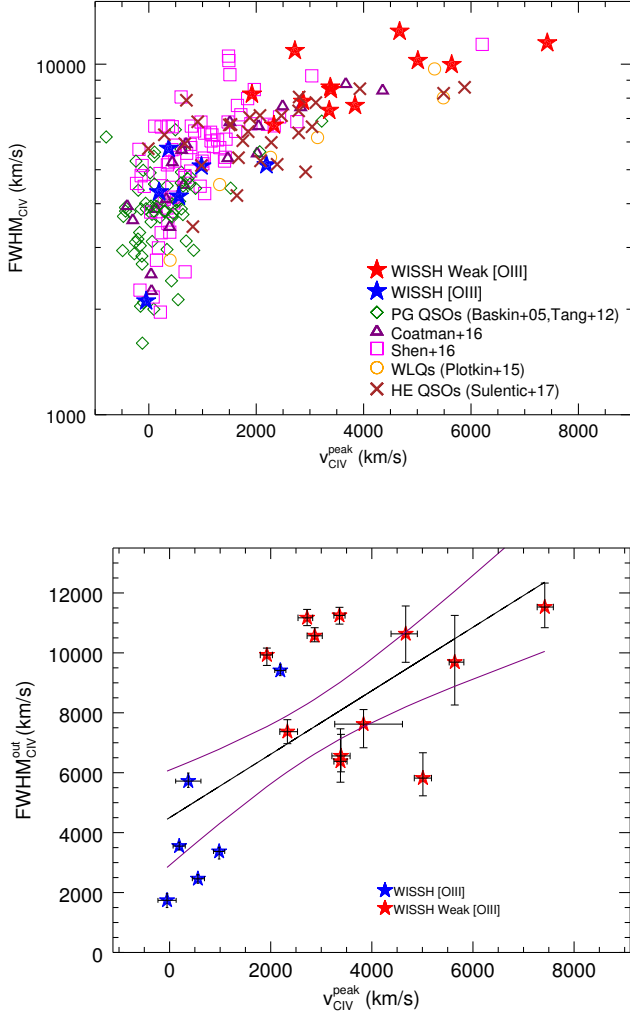 10000
1000
FWHM_CIV (km/s)
WISSH Weak [OIII]
WISSH [OIII]
PG QSOs (Baskin+05,Tang+12)
Coatman+16
Shen+16
WLQs (Plotkin+15)
HE QSOs (Sulentic+17)
0 2000 4000 6000 8000
v_CIV^peak (km/s)
12000
10000
8000
6000
4000
2000
0
FWHM_CIV^out (km/s)
WISSH [OIII]
WISSH Weak [OIII]
0 2000 4000 6000 8000
v_CIV^peak (km/s)